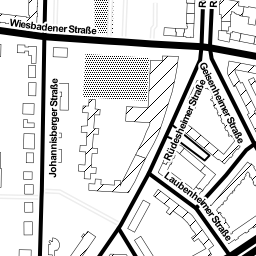 Wiesbadener Straße
R
R
Geisenheimer Straße
Johannisberger Straße
Rüdesheimer Straße
Laubenheimer Straße